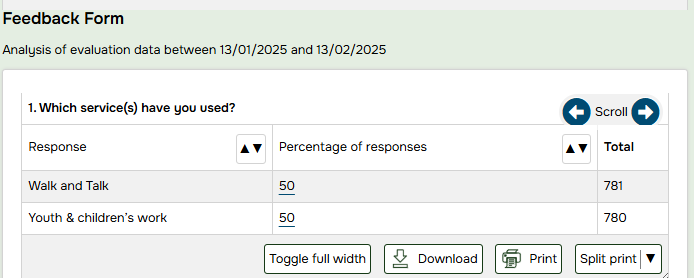 Feedback Form
Analysis of evaluation data between 13/01/2025 and 13/02/2025
1. Which service(s) have you used?
Scroll
Response ▲▼ Percentage of responses ▲▼ Total
Walk and Talk 50 781
Youth & children's work 50 780
Toggle full width Download Print Split print ▼